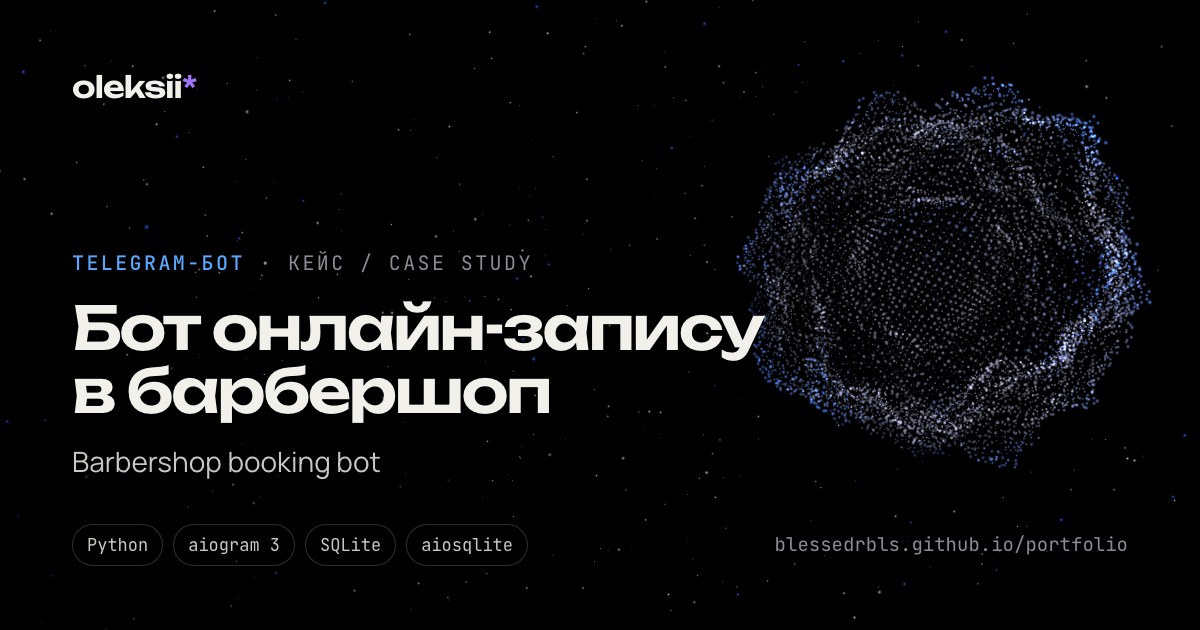 oleksii*
TELEGRAM-БОТ · КЕЙС / CASE STUDY
Бот онлайн-запису
в барбершоп
Barbershop booking bot
Python aiogram 3 SQLite aiosqlite
blessedrbls.github.io/portfolio